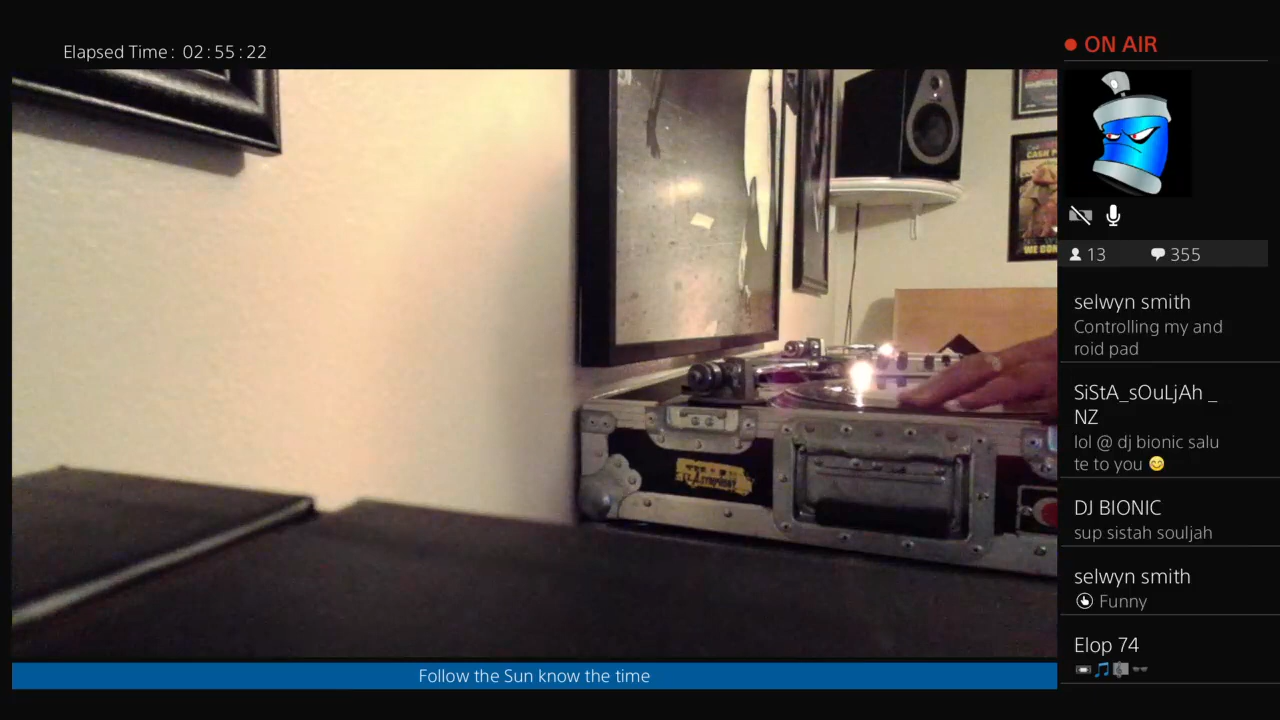 Elapsed Time: 02:55:22
ON AIR
13 355
selwyn smith
Controlling my and
roid pad
SiStA_sOuLjAh _
NZ
lol @ dj bionic salu
te to you 😊
DJ BIONIC
sup sistah souljah
selwyn smith
Funny
Elop 74
CASH
WE
Follow the Sun know the time